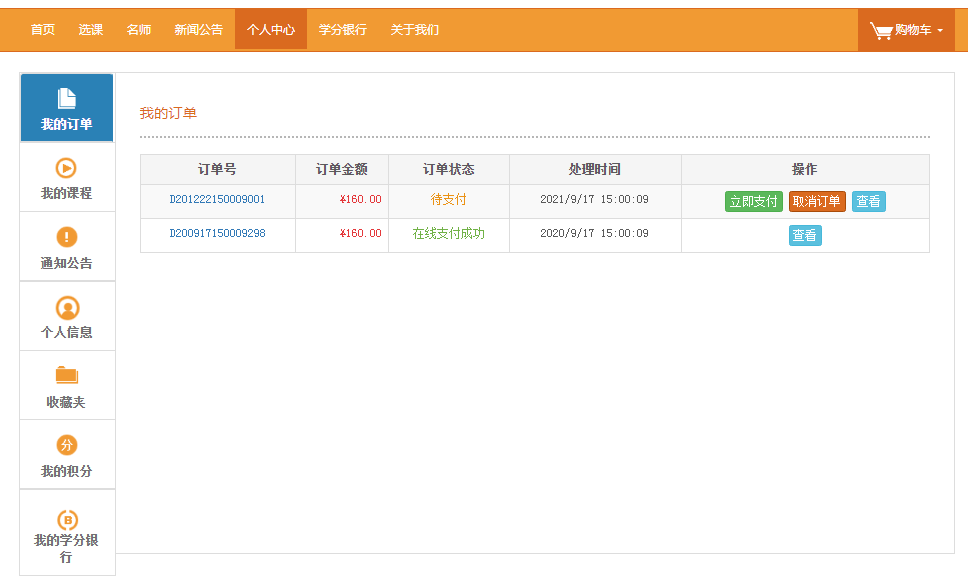 首页 选课 名师 新闻公告 个人中心 学分银行 关于我们 购物车
我的订单
我的课程
通知公告
个人信息
收藏夹
分
我的积分
B
我的学分银
行
我的订单
订单号 订单金额 订单状态 处理时间 操作
D201222150009001 ¥160.00 待支付 2021/9/17 15:00:09 立即支付 取消订单 查看
D200917150009298 ¥160.00 在线支付成功 2020/9/17 15:00:09 查看